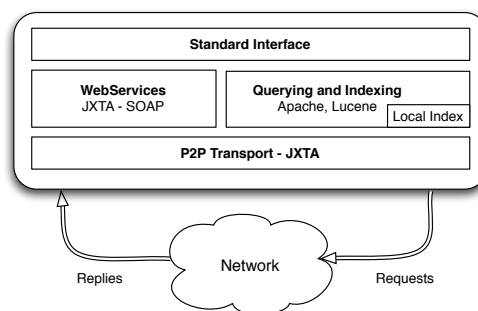 Standard Interface
WebServices
JXTA - SOAP
Querying and Indexing
Apache, Lucene
Local Index
P2P Transport - JXTA
Replies
Network
Requests